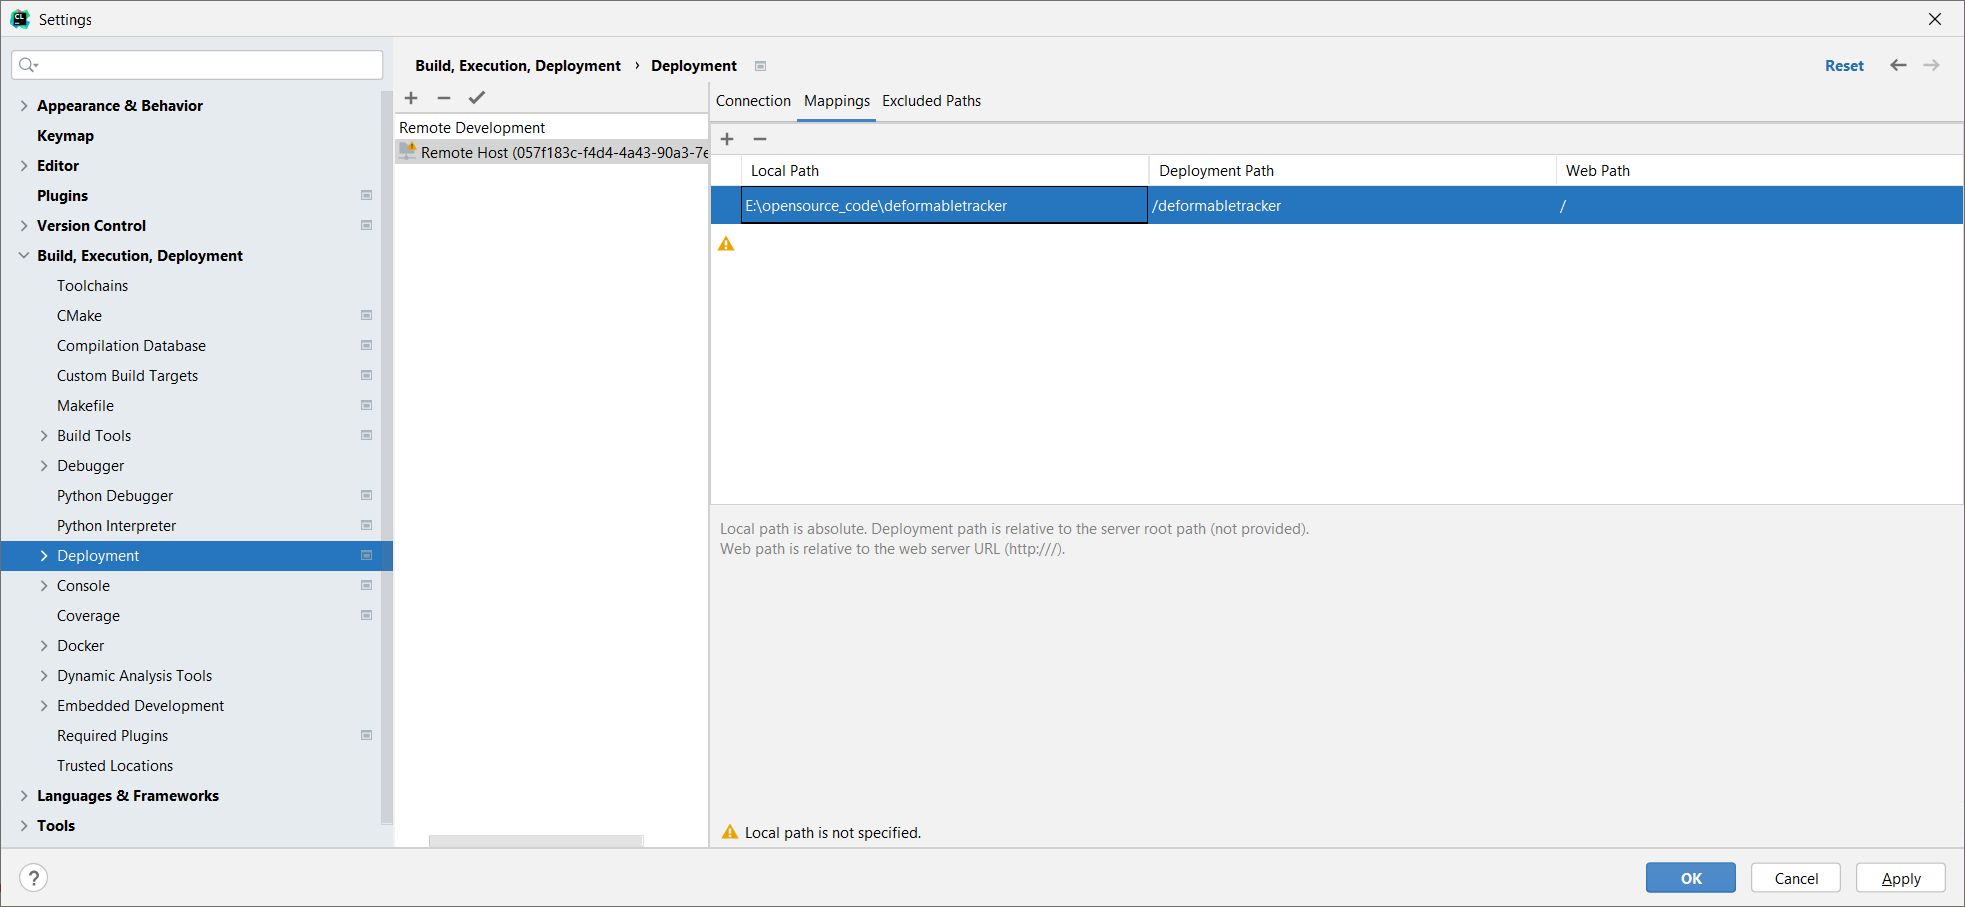 Settings
Appearance & Behavior
Keymap
Editor
Plugins
Version Control
Build, Execution, Deployment
Toolchains
CMake
Compilation Database
Custom Build Targets
Makefile
Build Tools
Debugger
Python Debugger
Python Interpreter
Deployment
Console
Coverage
Docker
Dynamic Analysis Tools
Embedded Development
Required Plugins
Trusted Locations
Languages & Frameworks
Tools
Build, Execution, Deployment › Deployment
Reset
Remote Development
Remote Host (057f183c-f4d4-4a43-90a3-7e
Connection Mappings Excluded Paths
Local Path Deployment Path Web Path
E:\opensource_code\deformabletracker /deformabletracker /
Local path is absolute. Deployment path is relative to the server root path (not provided).
Web path is relative to the web server URL (http:///).
Local path is not specified.
? OK Cancel Apply